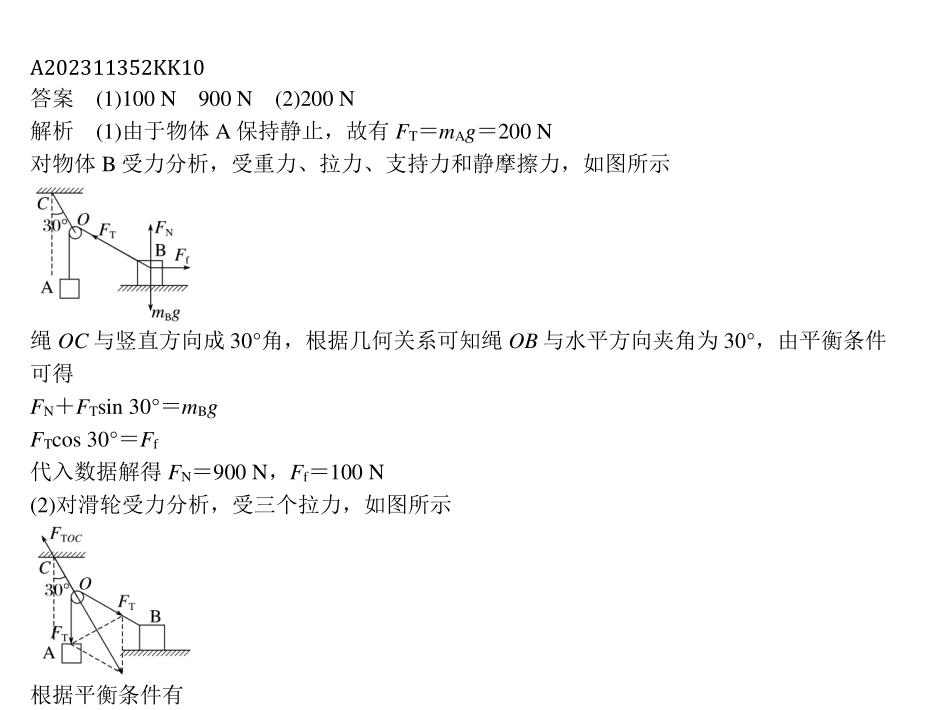 A202311352KK10
答案 (1)100 N 900 N (2)200 N
解析 (1)由于物体 A 保持静止，故有 F_T＝m_Ag＝200 N
对物体 B 受力分析，受重力、拉力、支持力和静摩擦力，如图所示
C
30° O F_T F_N
B F_f
A
m_Bg
绳 OC 与竖直方向成 30°角，根据几何关系可知绳 OB 与水平方向夹角为 30°，由平衡条件
可得
F_N＋F_Tsin 30°＝m_Bg
F_Tcos 30°＝F_f
代入数据解得 F_N＝900 N，F_f＝100 N
(2)对滑轮受力分析，受三个拉力，如图所示
F_TOC
C
30° O
F_T
B
F_T
A
根据平衡条件有